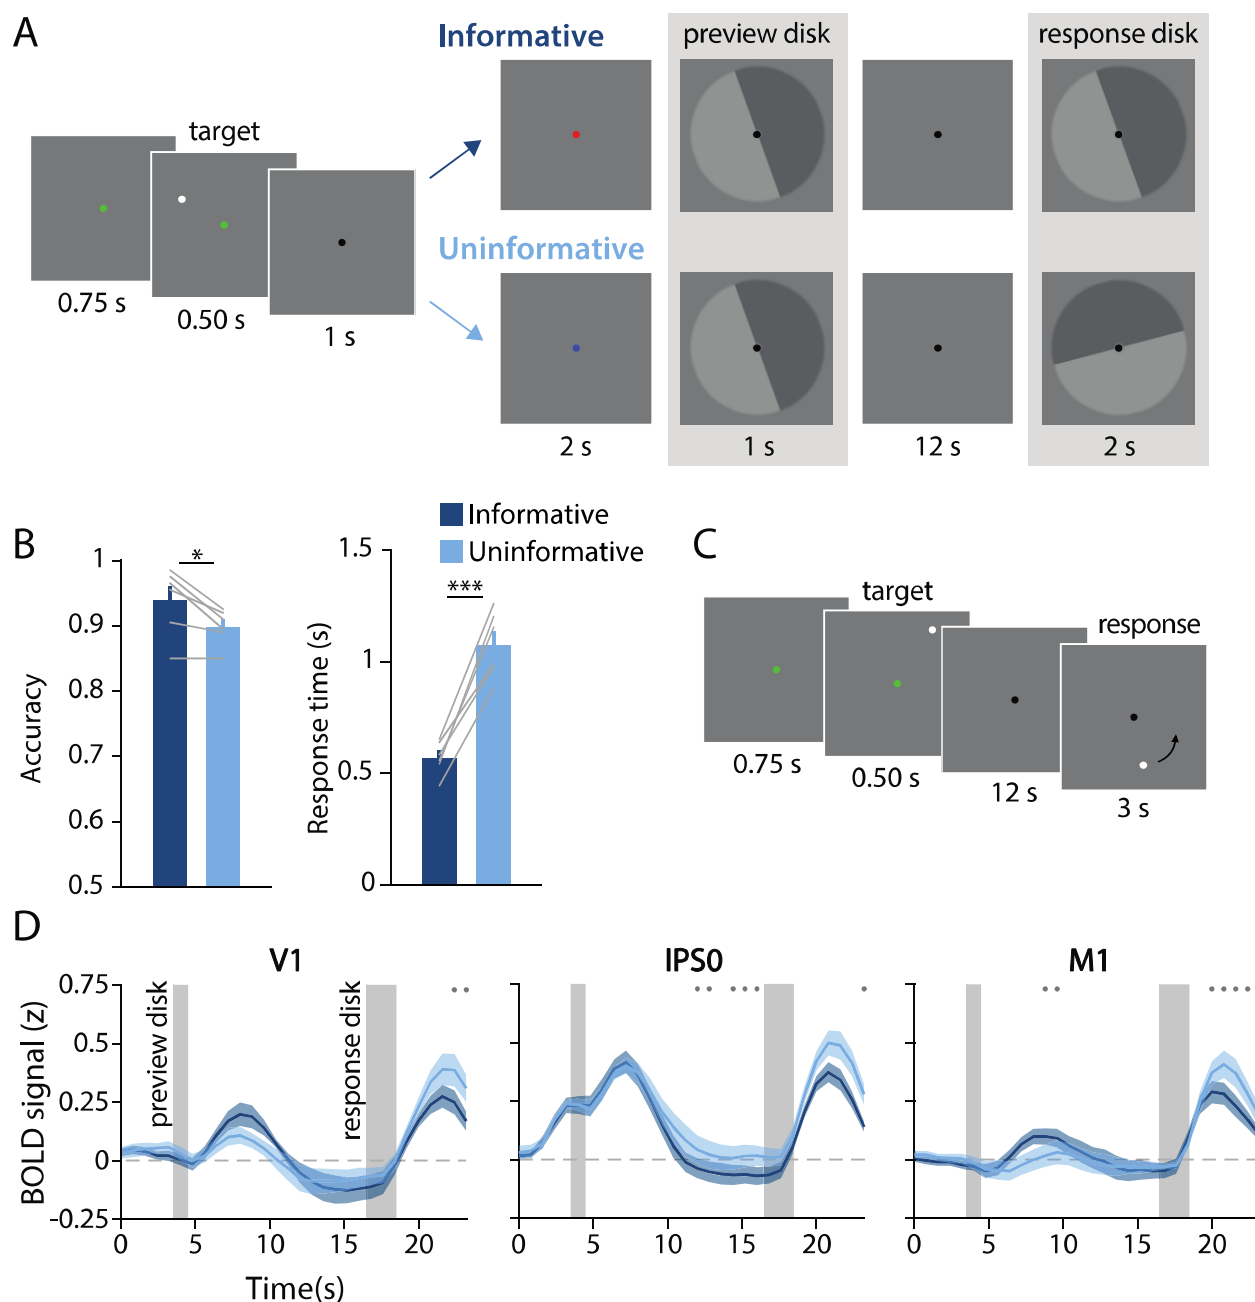 A
Informative
preview disk
response disk
target
0.75 s
0.50 s
1 s
Uninformative
2 s
1 s
12 s
2 s
B
Informative
Uninformative
Accuracy
1
0.9
0.8
0.7
0.6
0.5
*
Response time (s)
1.5
1
0.5
0
***
C
target
response
0.75 s
0.50 s
12 s
3 s
D
V1
IPS0
M1
BOLD signal (z)
0.75
0.5
0.25
0
-0.25
preview disk
response disk
0 5 10 15 20
0 5 10 15 20
0 5 10 15 20
Time(s)